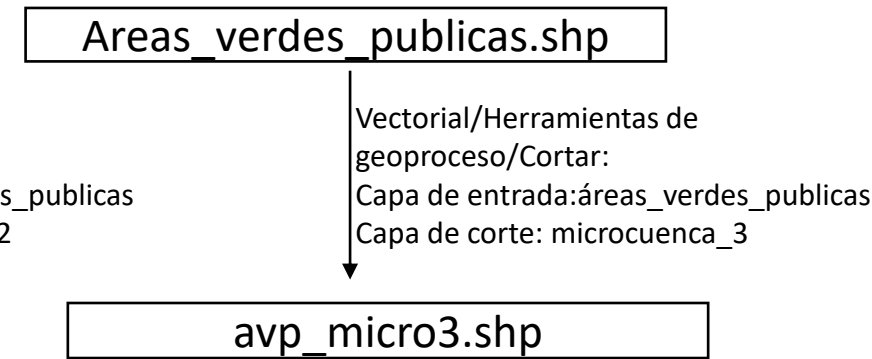 Areas_verdes_publicas.shp
Vectorial/Herramientas de
geoproceso/Cortar:
s_publicas
Capa de entrada:áreas_verdes_publicas
2
Capa de corte: microcuenca_3
avp_micro3.shp